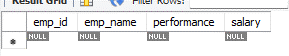 Result Grid Filter Rows:
emp_id emp_name performance salary
NULL NULL NULL NULL